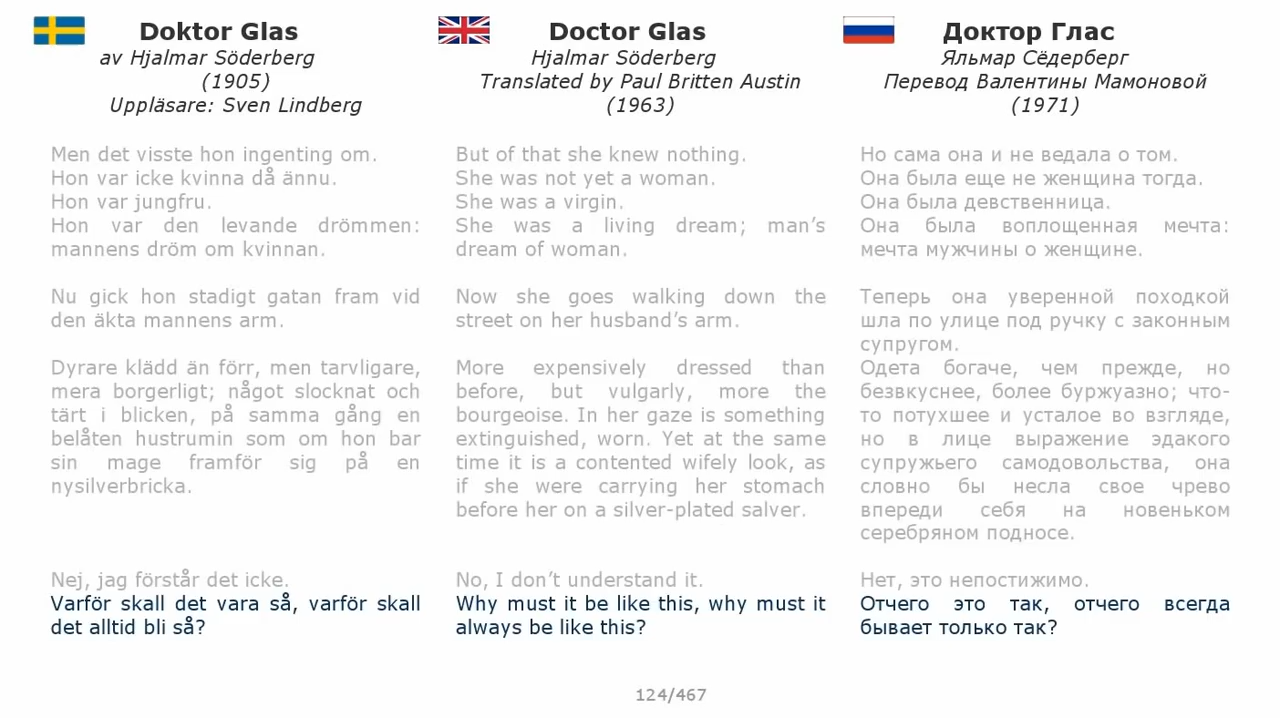 Doktor Glas
av Hjalmar Söderberg
(1905)
Uppläsare: Sven Lindberg
Men det visste hon ingenting om.
Hon var icke kvinna då ännu.
Hon var jungfru.
Hon var den levande drömmen:
mannens dröm om kvinnan.
Nu gick hon stadigt gatan fram vid
den äkta mannens arm.
Dyrare klädd än förr, men tarvligare,
mera borgerligt; något slocknat och
tärt i blicken, på samma gång en
belåten hustrumin som om hon bar
sin mage framför sig på en
nysilverbricka.
Nej, jag förstår det icke.
Varför skall det vara så, varför skall
det alltid bli så?
Doctor Glas
Hjalmar Söderberg
Translated by Paul Britten Austin
(1963)
But of that she knew nothing.
She was not yet a woman.
She was a virgin.
She was a living dream; man’s
dream of woman.
Now she goes walking down the
street on her husband’s arm.
More expensively dressed than
before, but vulgarly, more the
bourgeoise. In her gaze is something
extinguished, worn. Yet at the same
time it is a contented wifely look, as
if she were carrying her stomach
before her on a silver-plated salver.
No, I don’t understand it.
Why must it be like this, why must it
always be like this?
Доктор Глас
Яльмар Сёдерберг
Перевод Валентины Мамоновой
(1971)
Но сама она и не ведала о том.
Она была еще не женщина тогда.
Она была девственница.
Она была воплощенная мечта:
мечта мужчины о женщине.
Теперь она уверенной походкой
шла по улице под ручку с законным
супругом.
Одета богаче, чем прежде, но
безвкуснее, более буржуазно; что-
то потухшее и усталое во взгляде,
но в лице выражение эдакого
супружьего самодовольства, она
словно бы несла свое чрево
впереди себя на новеньком
серебряном подносе.
Нет, это непостижимо.
Отчего это так, отчего всегда
бывает только так?
124/467